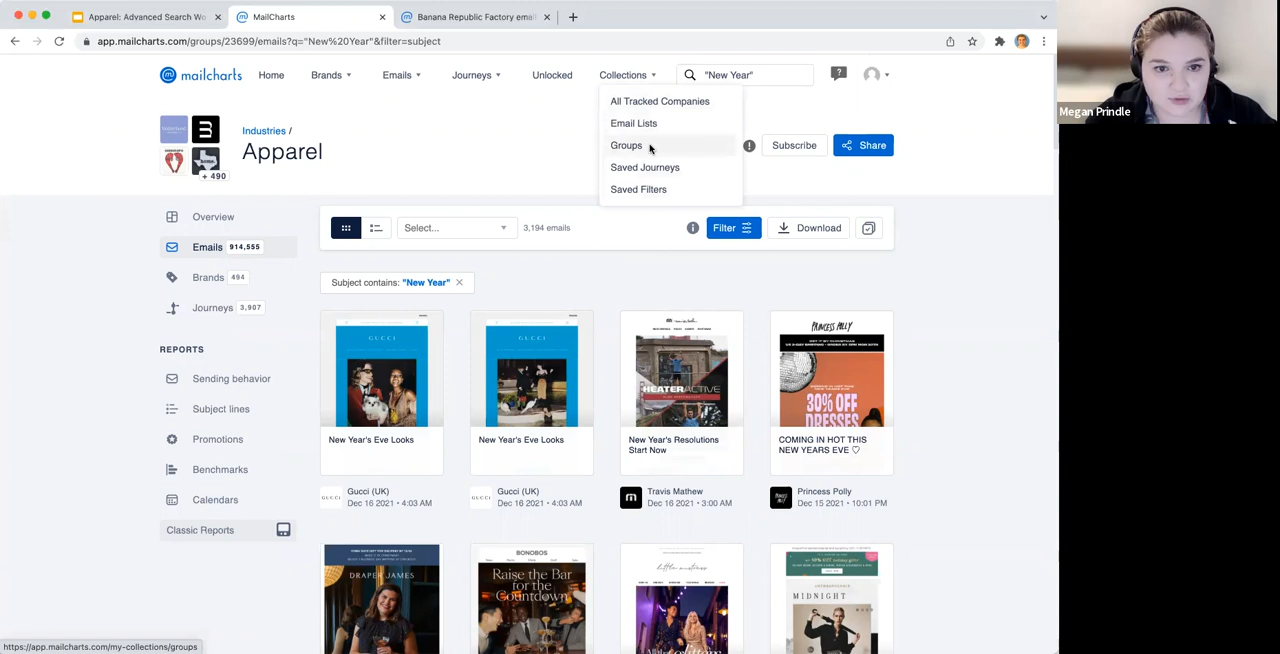 Apparel: Advanced Search Wo
MailCharts
Banana Republic Factory email
app.mailcharts.com/groups/23699/emails?q="New%20Year"&filter=subject
mailcharts
Home
Brands
Emails
Journeys
Unlocked
Collections
"New Year"
All Tracked Companies
Email Lists
Groups
Saved Journeys
Saved Filters
Industries /
Apparel
+ 490
Subscribe
Share
Megan Prindle
Overview
Emails 914,555
Brands 494
Journeys 3,907
REPORTS
Sending behavior
Subject lines
Promotions
Benchmarks
Calendars
Classic Reports
Select...
3,194 emails
Filter
Download
Subject contains: "New Year"
GUCCI
New Year's Eve Looks
Gucci (UK)
Dec 16 2021 • 4:03 AM
GUCCI
New Year's Eve Looks
Gucci (UK)
Dec 16 2021 • 4:03 AM
HEATERACTIVE
New Year's Resolutions
Start Now
Travis Mathew
Dec 16 2021 • 3:00 AM
PRINCESS POLLY
30% OFF
DRESSES
COMING IN HOT THIS
NEW YEARS EVE ♡
Princess Polly
Dec 15 2021 • 10:01 PM
DRAPER JAMES
BONOBOS
Raise the Bar
for the
Countdown
little mistress
MIDNIGHT
https://app.mailcharts.com/my-collections/groups